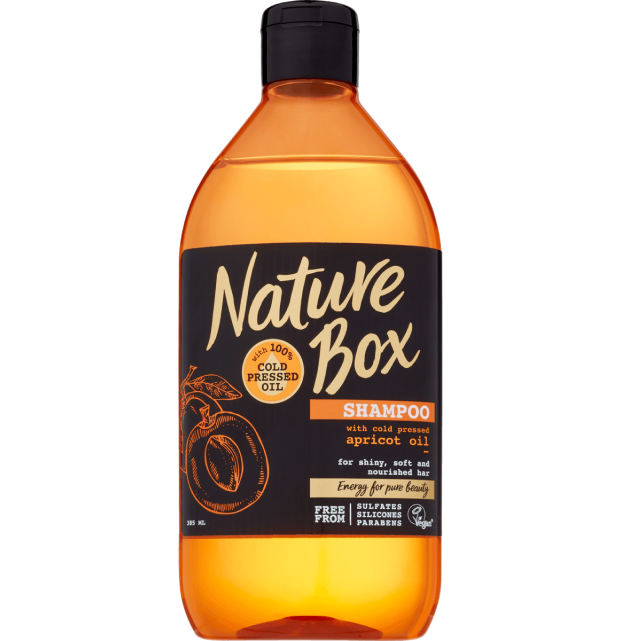 Nature
Box
with 100%
COLD
PRESSED
OIL
SHAMPOO
with cold pressed
apricot oil
for shiny, soft and
nourished har
Energy for pure beauty
FREE
FROM
SULFATES
SILICONES
PARABENS
Vegan
385 ML